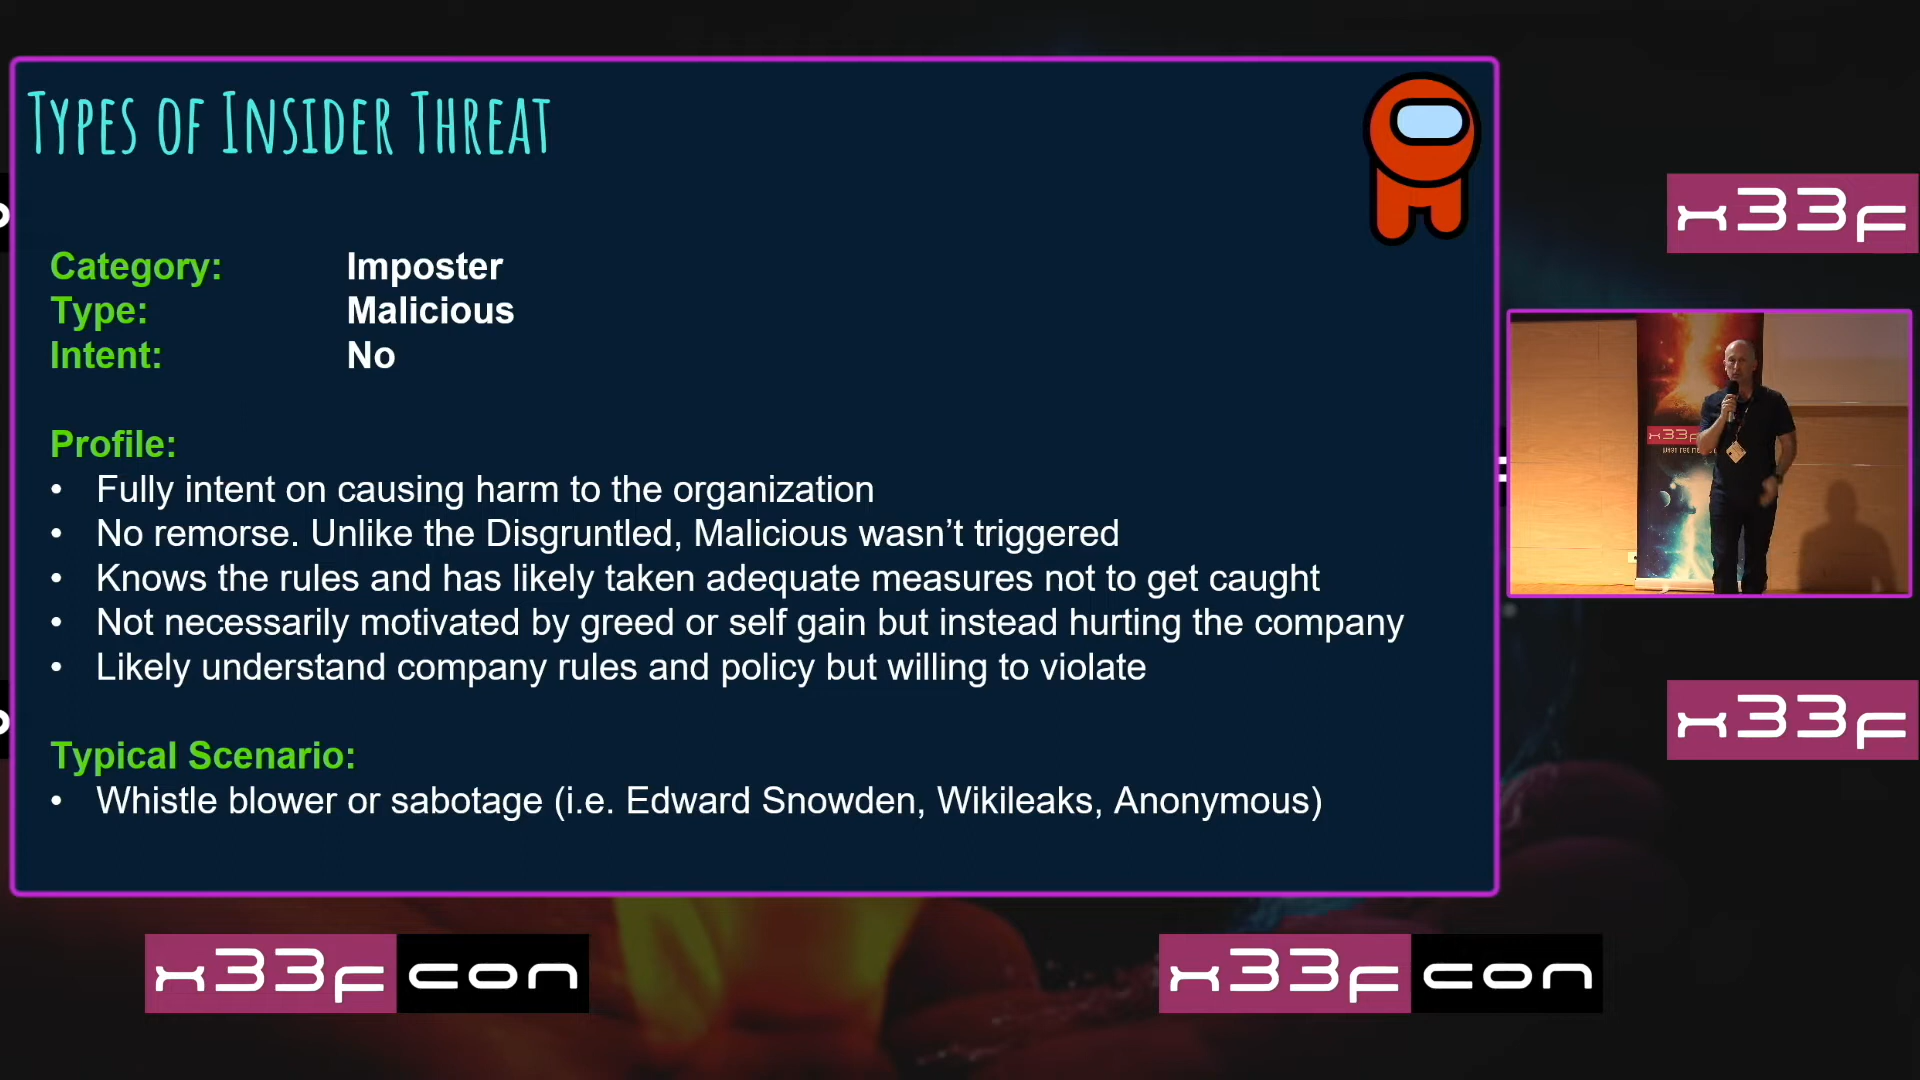 Types of Insider Threat
Category: Imposter
Type: Malicious
Intent: No
Profile:
• Fully intent on causing harm to the organization
• No remorse. Unlike the Disgruntled, Malicious wasn’t triggered
• Knows the rules and has likely taken adequate measures not to get caught
• Not necessarily motivated by greed or self gain but instead hurting the company
• Likely understand company rules and policy but willing to violate
Typical Scenario:
• Whistle blower or sabotage (i.e. Edward Snowden, Wikileaks, Anonymous)
x33f
x33f
x33f
x33fcon
x33fcon